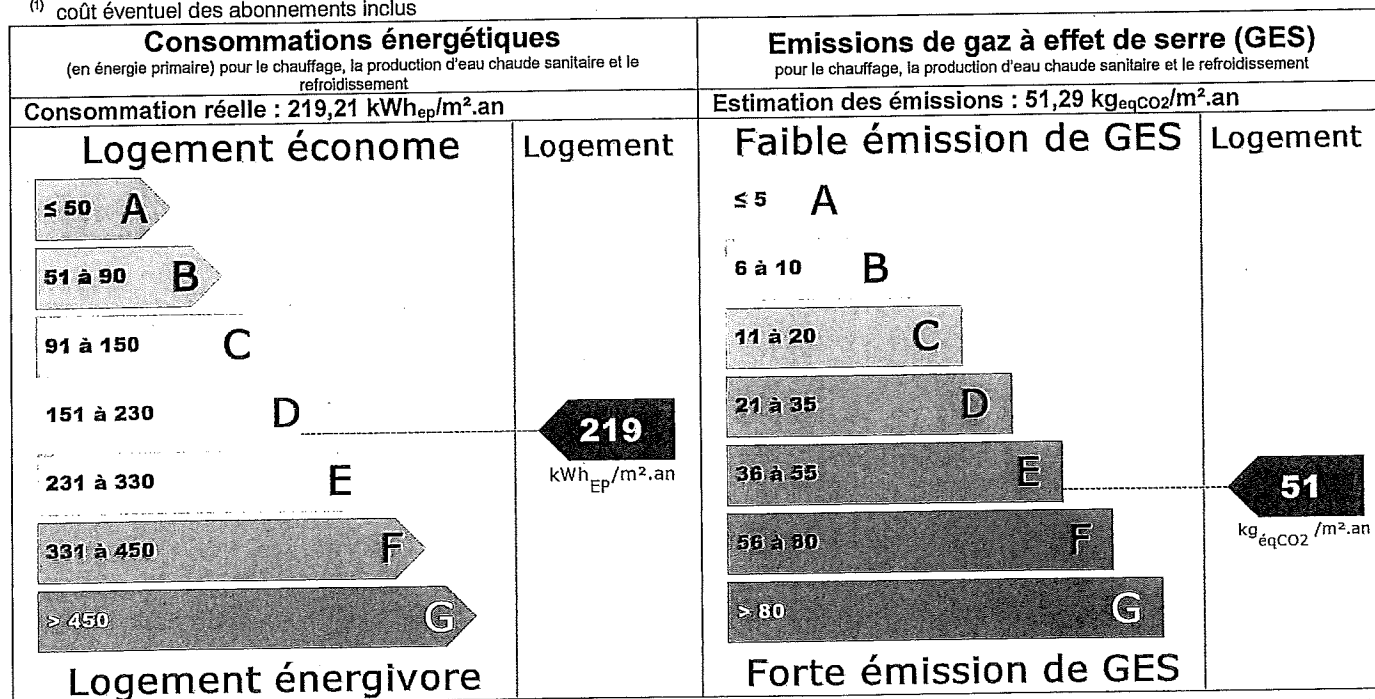 (1) coût éventuel des abonnements inclus
Consommations énergétiques
(en énergie primaire) pour le chauffage, la production d'eau chaude sanitaire et le
refroidissement
Consommation réelle : 219,21 kWhep/m².an
Logement économe
Logement
≤ 50 A
51 à 90 B
91 à 150 C
151 à 230 D
219
kWhEP/m².an
231 à 330 E
331 à 450 F
> 450 G
Logement énergivore
Emissions de gaz à effet de serre (GES)
pour le chauffage, la production d'eau chaude sanitaire et le refroidissement
Estimation des émissions : 51,29 kgeqCO2/m².an
Faible émission de GES
Logement
≤ 5 A
6 à 10 B
11 à 20 C
21 à 35 D
36 à 55 E
51
kgéqCO2 /m².an
56 à 80 F
> 80 G
Forte émission de GES